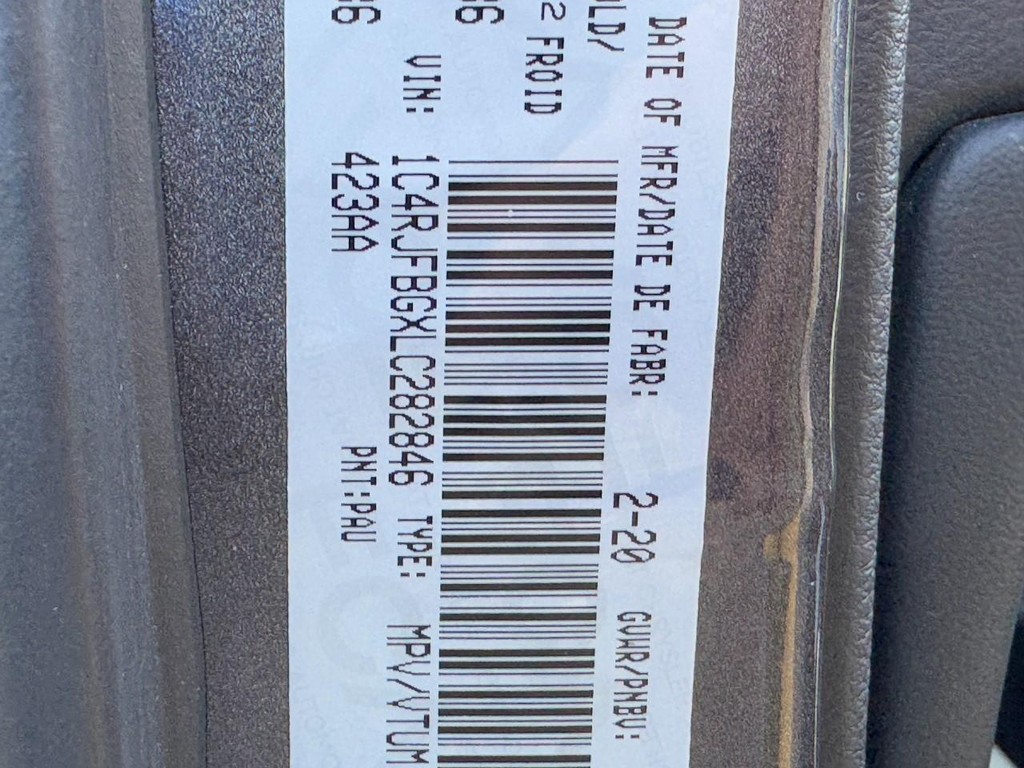 DATE OF MFR/DATE DE FABR: 2-20 GVWR/PNBV:
FROID
VIN: 1C4RJFBGXLC282846 TYPE: MPV/VTUM
423AA PNT:PAU